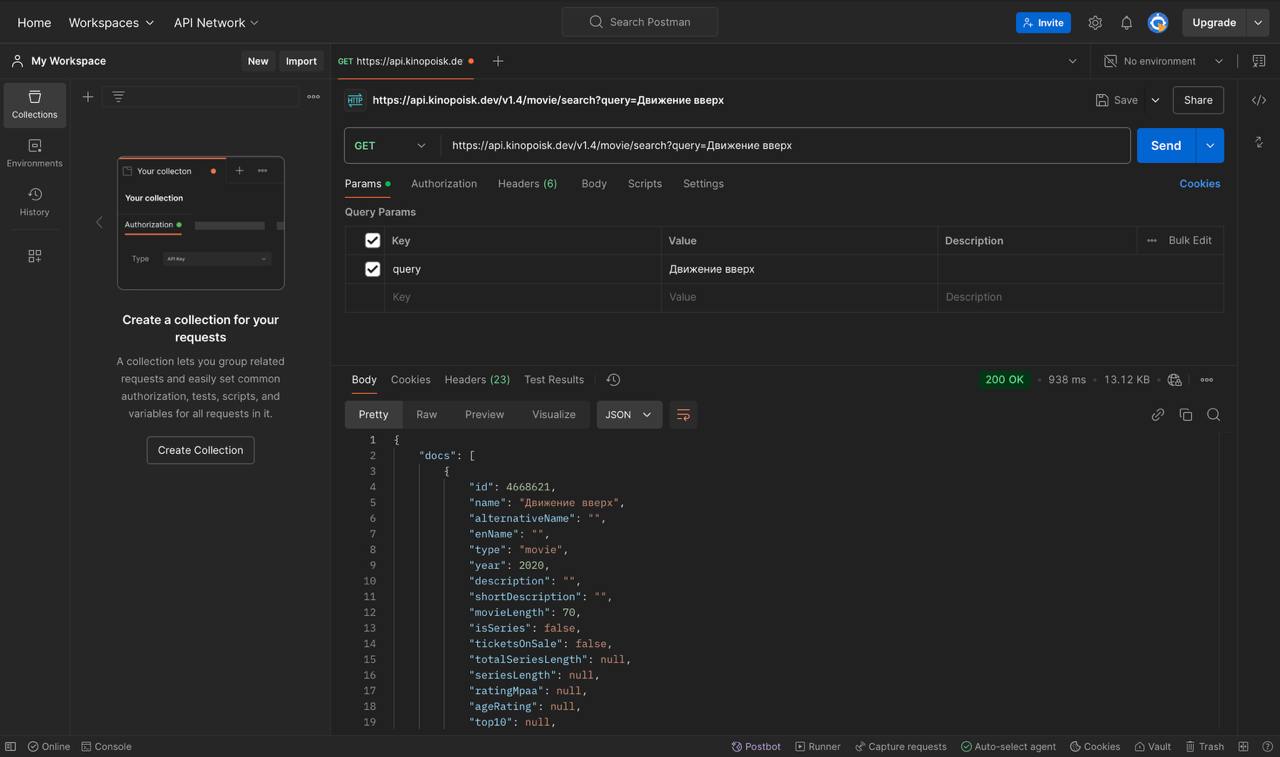 Home Workspaces API Network Search Postman Invite Upgrade
My Workspace New Import GET https://api.kinopoisk.de No environment
Collections
Environments
History
Your collecton
Your collection
Authorization
Type API Key
Create a collection for your
requests
A collection lets you group related
requests and easily set common
authorization, tests, scripts, and
variables for all requests in it.
Create Collection
HTTP https://api.kinopoisk.dev/v1.4/movie/search?query=Движение вверх Save Share
GET https://api.kinopoisk.dev/v1.4/movie/search?query=Движение вверх Send
Params Authorization Headers (6) Body Scripts Settings Cookies
Query Params
Key Value Description Bulk Edit
query Движение вверх
Key Value Description
Body Cookies Headers (23) Test Results 200 OK 938 ms 13.12 KB
Pretty Raw Preview Visualize JSON
1 {
2 "docs": [
3 {
4 "id": 4668621,
5 "name": "Движение вверх",
6 "alternativeName": "",
7 "enName": "",
8 "type": "movie",
9 "year": 2020,
10 "description": "",
11 "shortDescription": "",
12 "movieLength": 70,
13 "isSeries": false,
14 "ticketsOnSale": false,
15 "totalSeriesLength": null,
16 "seriesLength": null,
17 "ratingMpaa": null,
18 "ageRating": null,
19 "top10": null,
Online Console Postbot Runner Capture requests Auto-select agent Cookies Vault Trash